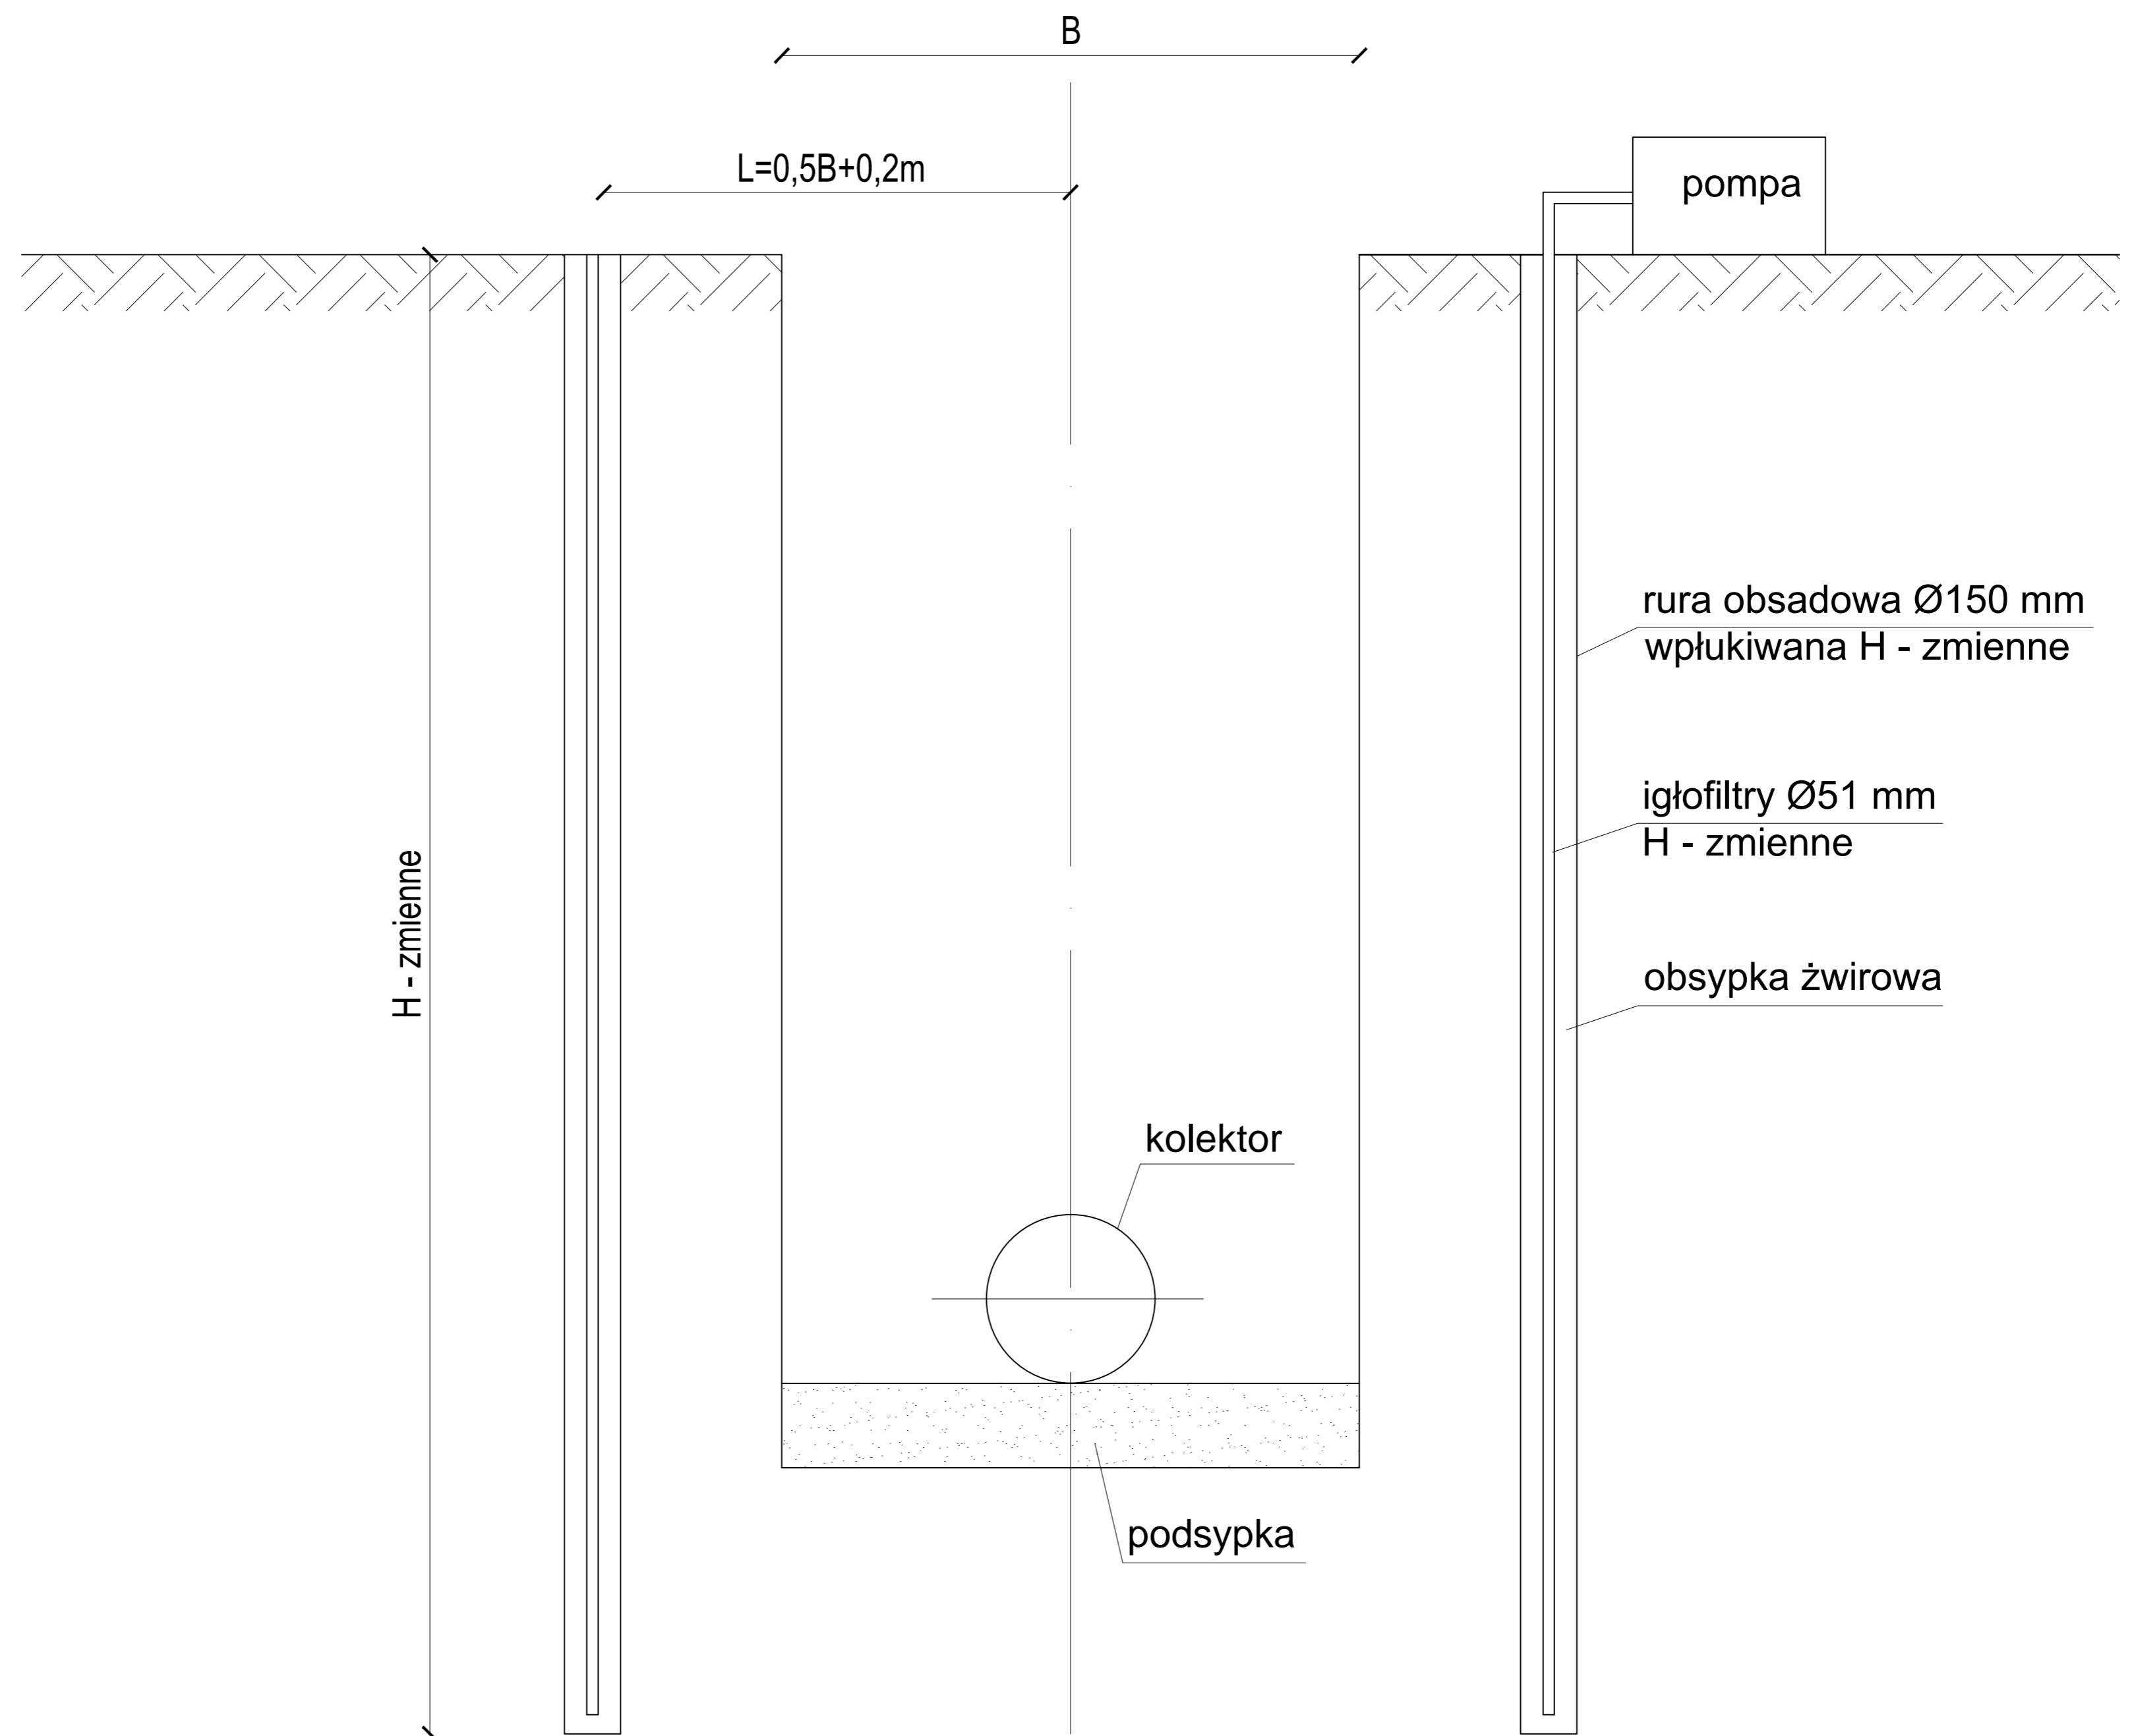 B
L=0,5B+0,2m
pompa
rura obsadowa Ø150 mm
wpłukiwana H - zmienne
igłofiltry Ø51 mm
H - zmienne
H - zmienne
obsypka żwirowa
kolektor
podsypka